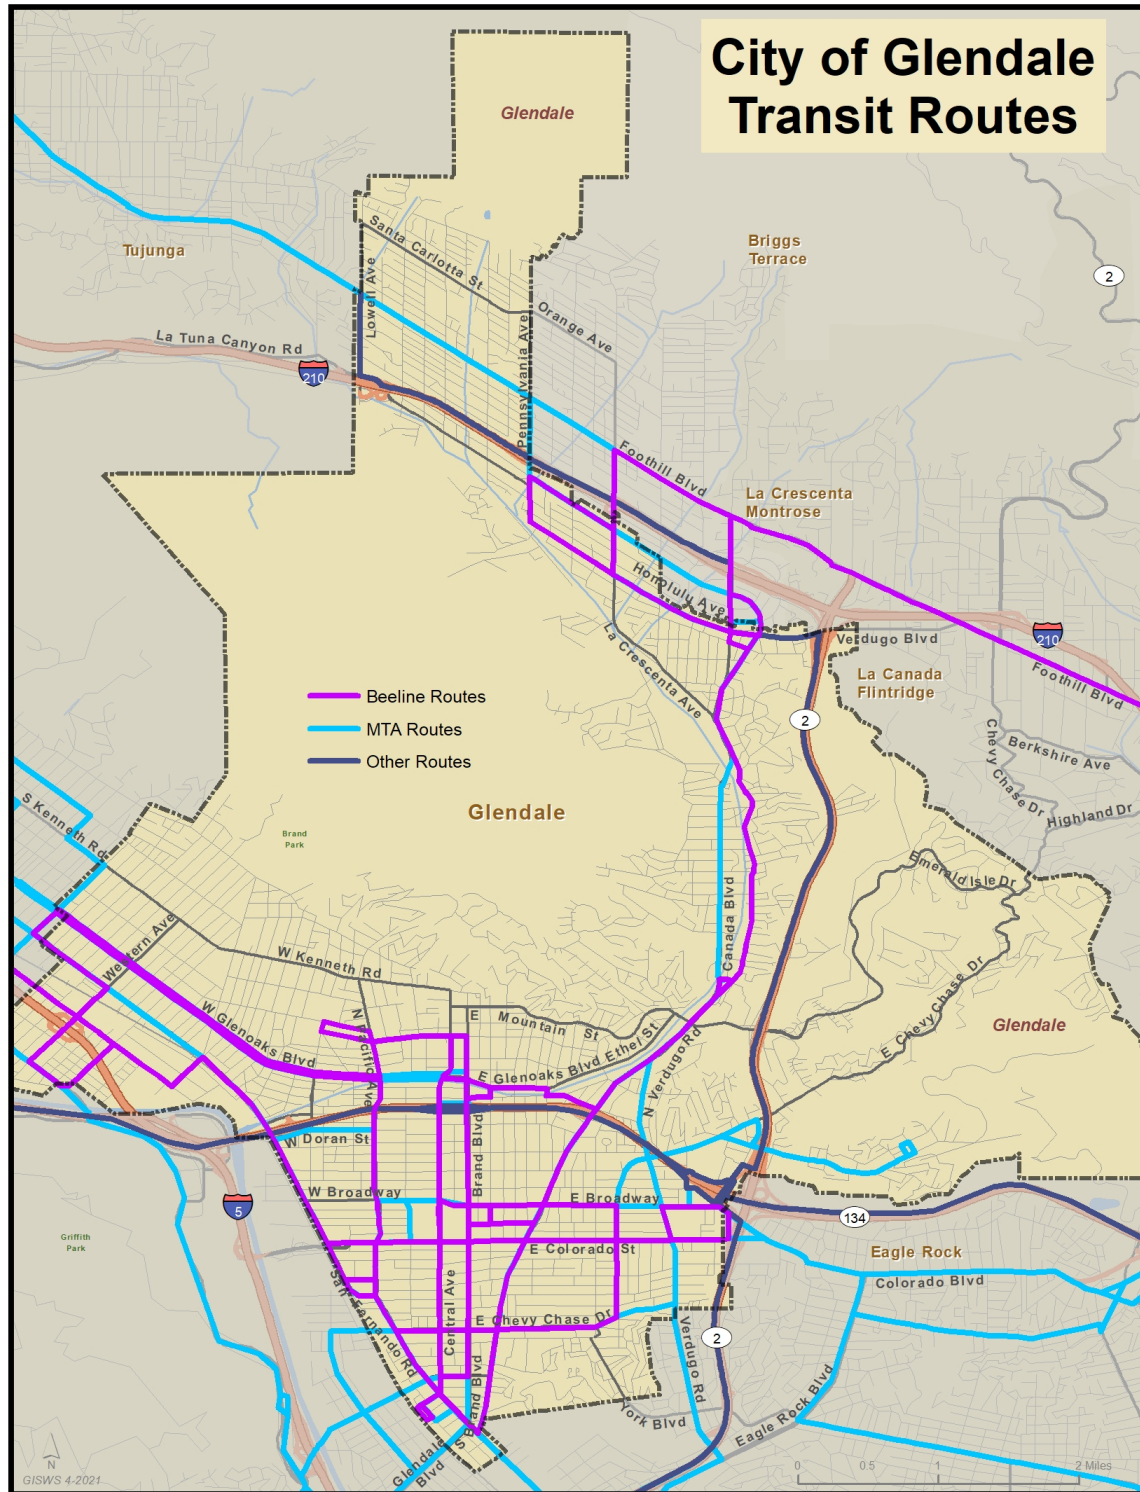 City of Glendale
Transit Routes
Glendale
Tujunga
Briggs
Terrace
2
Santa Carlotta St
Lowell Ave
Orange Ave
La Tuna Canyon Rd
210
Pennsylvania Ave
Foothill Blvd
La Crescenta
Montrose
Honolulu Ave
La Crescenta Ave
Verdugo Blvd
210
La Canada
Flintridge
Foothill Blvd
Beeline Routes
MTA Routes
Other Routes
2
Chevy Chase Dr
Berkshire Ave
Highland Dr
S Kenneth Rd
Glendale
Brand
Park
Emerald Isle Dr
Canada Blvd
Western Ave
W Kenneth Rd
E Chevy Chase Dr
W Glenoaks Blvd
N Pacific Ave
E Mountain St
Glendale
E Glenoaks Blvd
Ethel St
N Verdugo Rd
N Doran St
Brand Blvd
W Broadway
E Broadway
5
134
Griffith
Park
E Colorado St
Eagle Rock
Colorado Blvd
San Fernando Rd
Central Ave
E Chevy Chase Dr
2
Verdugo Rd
S Brand Blvd
York Blvd
Eagle Rock Blvd
Glendale
Blvd
N
GISWS 4-2021
0 0.5 1 2 Miles